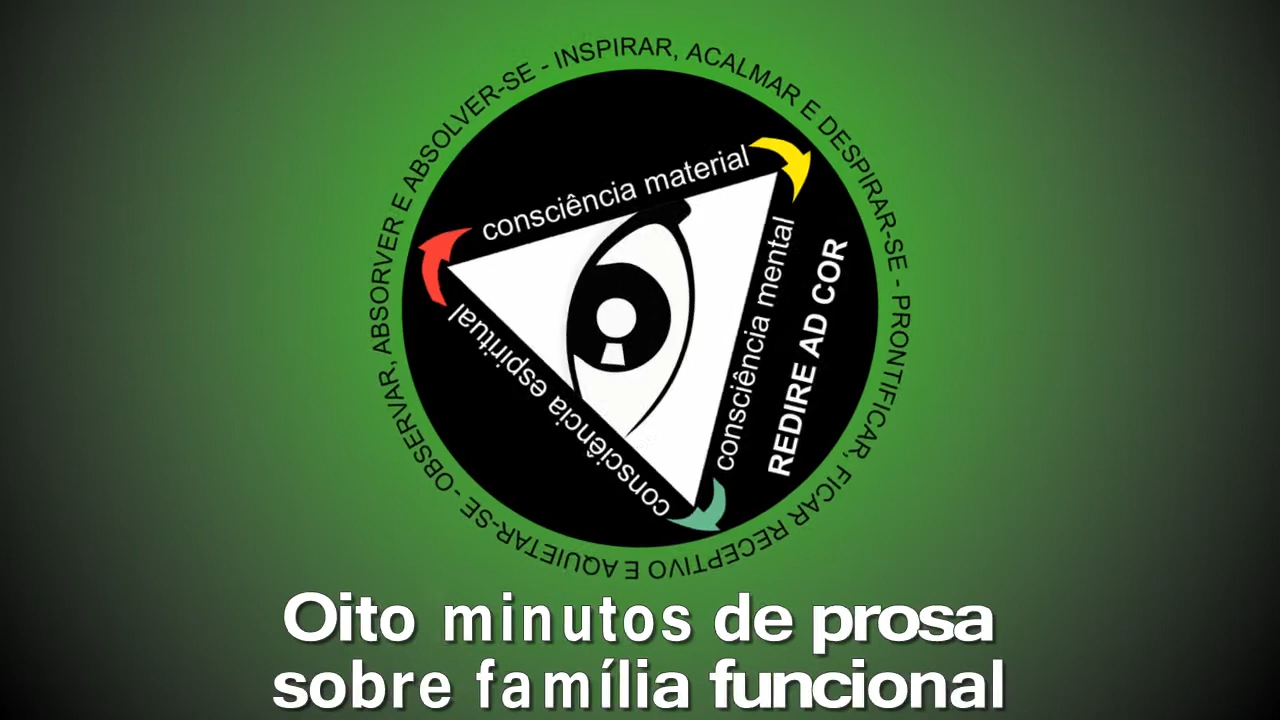 OBSERVAR, ABSORVER E ABSOLVER-SE - INSPIRAR, ACALMAR E DESPIRAR-SE - PRONTIFICAR, FICAR RECEPTIVO E AQUIETAR-SE -
consciência material
consciência mental
REDIRE AD COR
consciência espiritual
Oito minutos de prosa
sobre família funcional